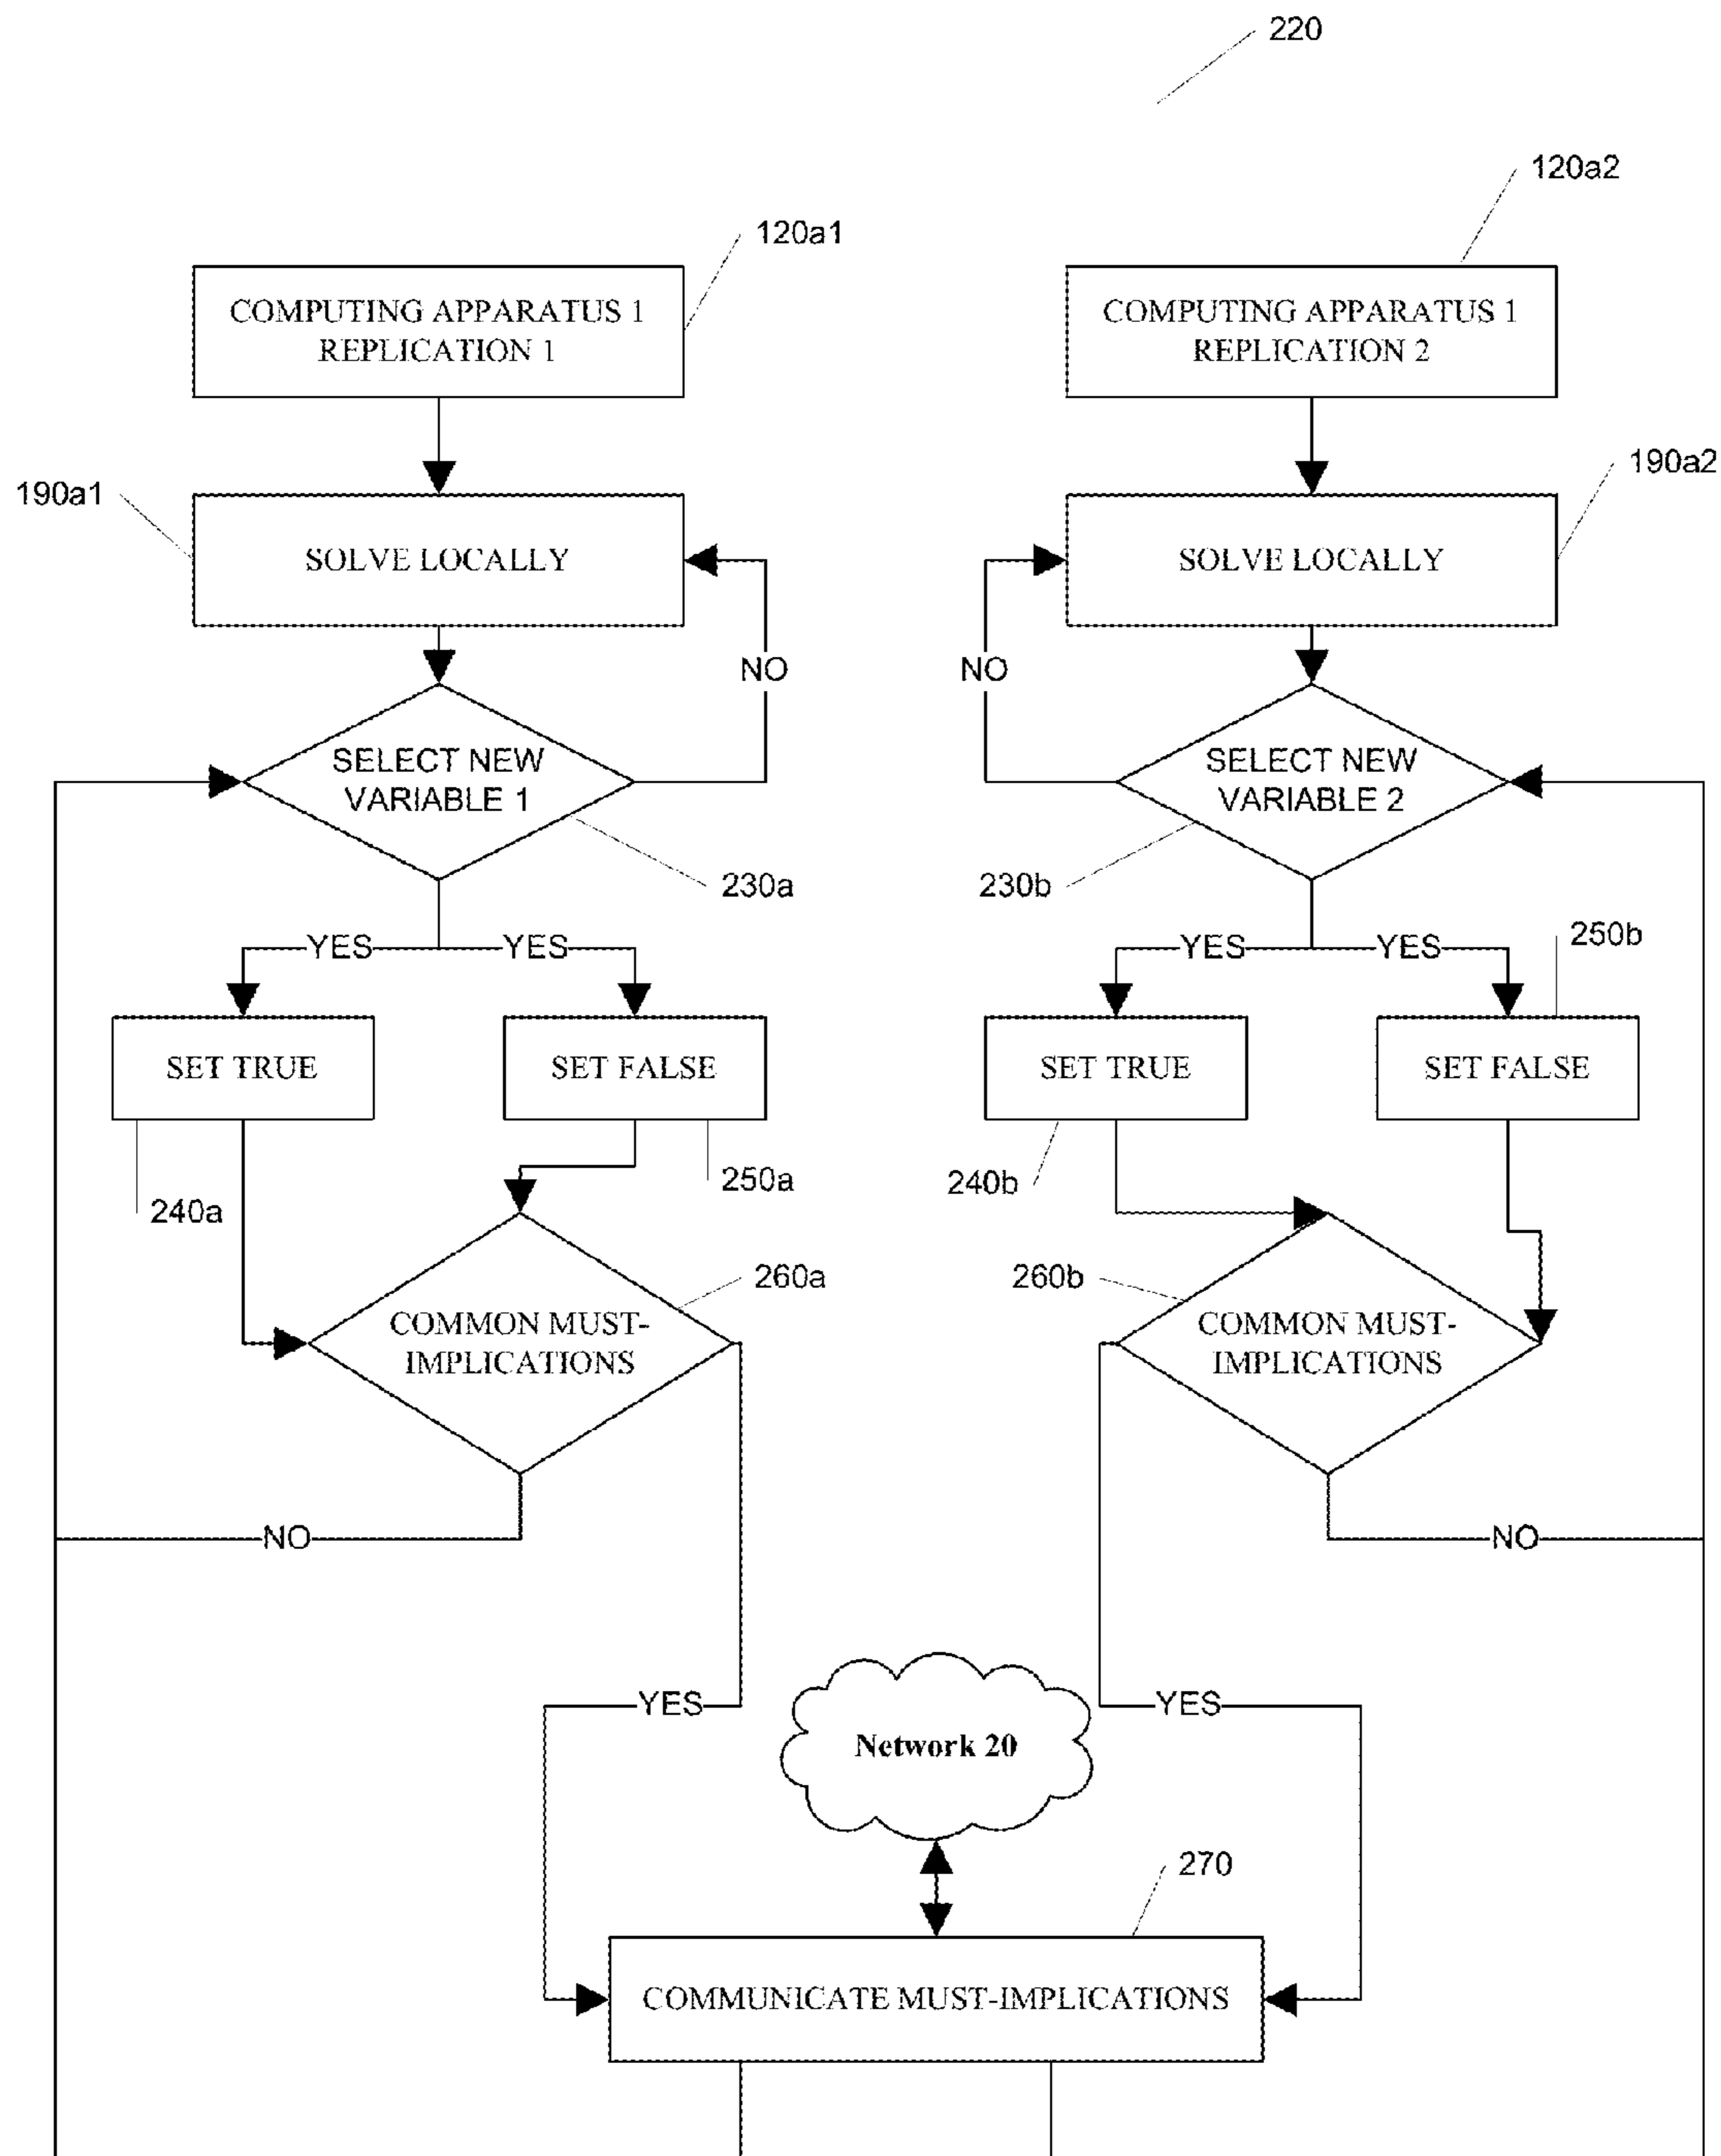 220
120a2
120a1
COMPUTING APPARATUS 1
REPLICATION 1
COMPUTING APPARATUS 1
REPLICATION 2
190a1
190a2
SOLVE LOCALLY
SOLVE LOCALLY
NO
NO
SELECT NEW
VARIABLE 1
SELECT NEW
VARIABLE 2
230a
230b
YES
YES
YES
YES
250b
SET TRUE
SET FALSE
SET TRUE
SET FALSE
240a
250a
240b
260a
260b
COMMON MUST-
IMPLICATIONS
COMMON MUST-
IMPLICATIONS
NO
NO
YES
YES
Network 20
270
COMMUNICATE MUST-IMPLICATIONS